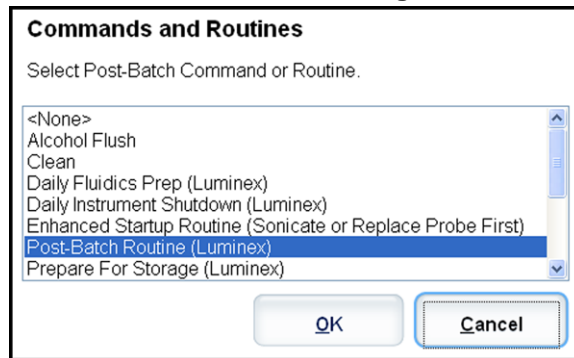 Commands and Routines
Select Post-Batch Command or Routine.
<None>
Alcohol Flush
Clean
Daily Fluidics Prep (Luminex)
Daily Instrument Shutdown (Luminex)
Enhanced Startup Routine (Sonicate or Replace Probe First)
Post-Batch Routine (Luminex)
Prepare For Storage (Luminex)
OK
Cancel